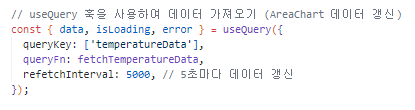 // useQuery 훅을 사용하여 데이터 가져오기 (AreaChart 데이터 갱신)
const { data, isLoading, error } = useQuery({
  queryKey: ['temperatureData'],
  queryFn: fetchTemperatureData,
  refetchInterval: 5000, // 5초마다 데이터 갱신
});